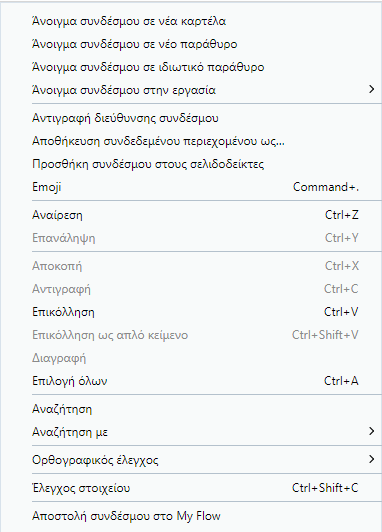 Άνοιγμα συνδέσμου σε νέα καρτέλα
Άνοιγμα συνδέσμου σε νέο παράθυρο
Άνοιγμα συνδέσμου σε ιδιωτικό παράθυρο
Άνοιγμα συνδέσμου στην εργασία
Αντιγραφή διεύθυνσης συνδέσμου
Αποθήκευση συνδεδεμένου περιεχομένου ως...
Προσθήκη συνδέσμου στους σελιδοδείκτες
Emoji Command+.
Αναίρεση Ctrl+Z
Επανάληψη Ctrl+Y
Αποκοπή Ctrl+X
Αντιγραφή Ctrl+C
Επικόλληση Ctrl+V
Επικόλληση ως απλό κείμενο Ctrl+Shift+V
Διαγραφή
Επιλογή όλων Ctrl+A
Αναζήτηση
Αναζήτηση με
Ορθογραφικός έλεγχος
Έλεγχος στοιχείου Ctrl+Shift+C
Αποστολή συνδέσμου στο My Flow